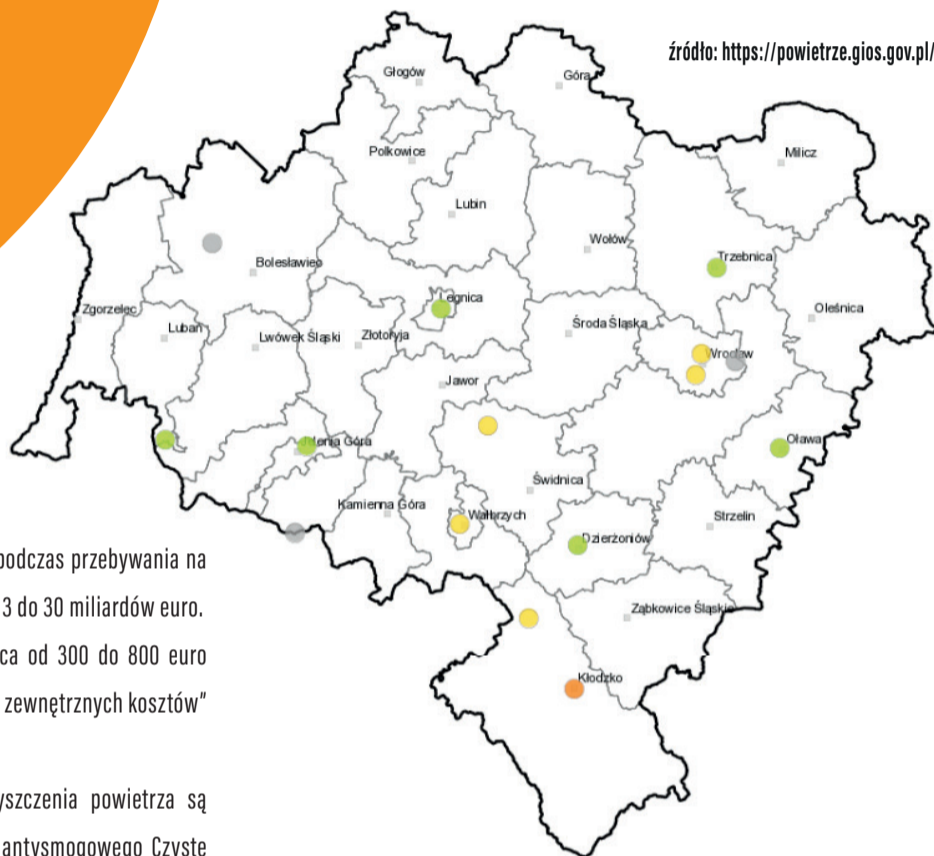 źródło: https://powietrze.gios.gov.pl/
Głogów
Góra
Polkowice
Milicz
Lubin
Wołów
Trzebnica
Bolesławiec
Legnica
Oleśnica
Zgorzelec
Środa Śląska
Lubań
Lwówek Śląski
Złotoryja
Wrocław
Jawor
Jelenia Góra
Oława
Świdnica
Kamienna Góra
Wałbrzych
Strzelin
Dzierżoniów
podczas przebywania na
3 do 30 miliardów euro.
Ząbkowice Śląskie
ca od 300 do 800 euro
Kłodzko
zewnętrznych kosztów"
yszczenia powietrza są
antysmogowego Czyste